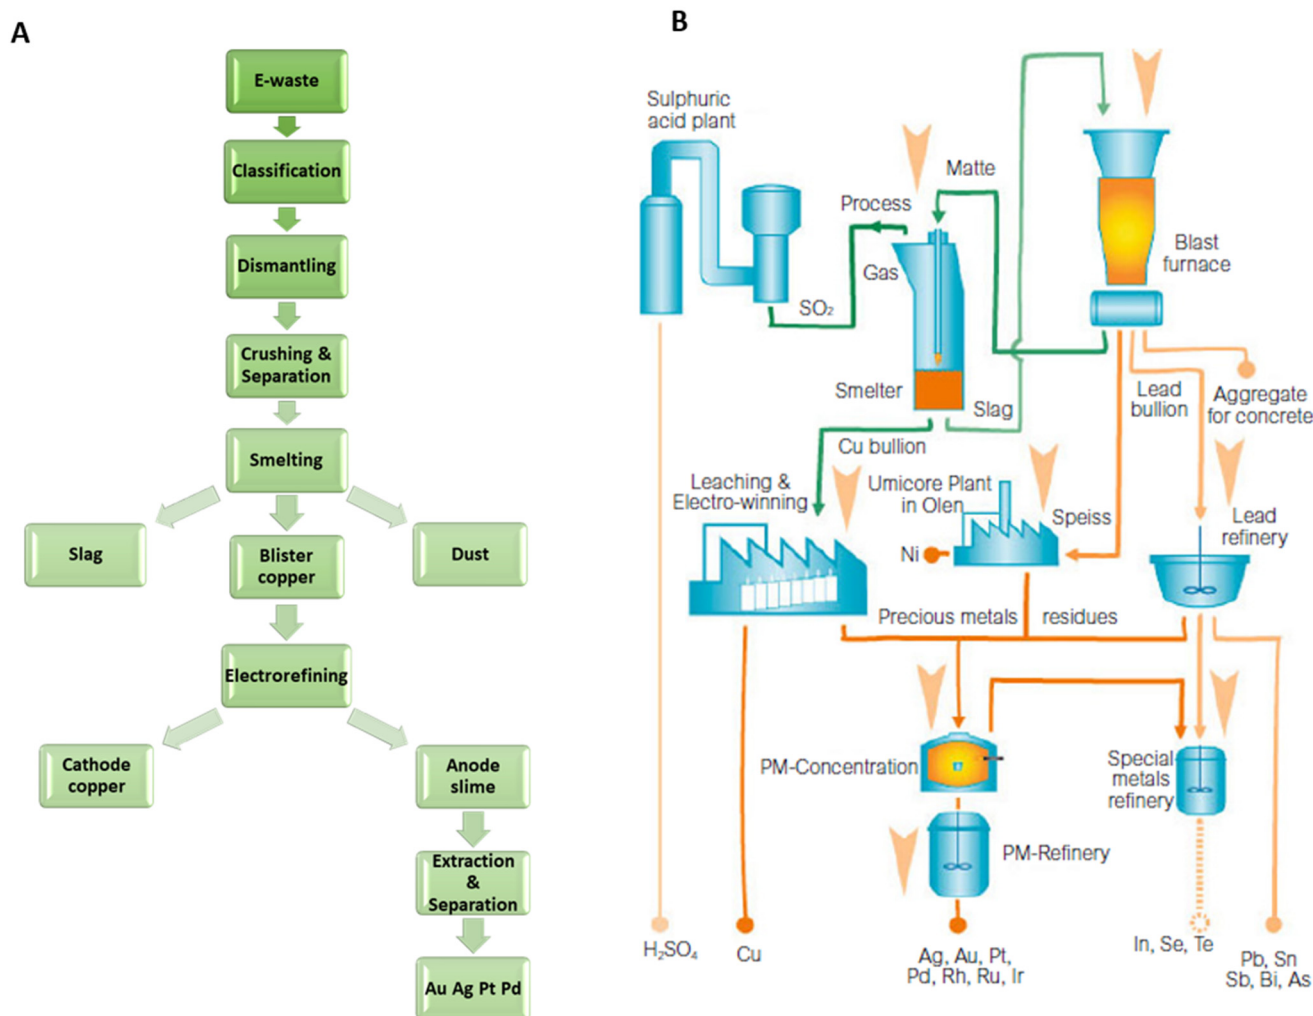 A
E-waste
Classification
Dismantling
Crushing &
Separation
Smelting
Slag
Blister
copper
Dust
Electrorefining
Cathode
copper
Anode
slime
Extraction
&
Separation
Au Ag Pt Pd
B
Sulphuric
acid plant
Matte
Process
Gas
SO₂
Blast
furnace
Smelter
Slag
Cu bullion
Lead
bullion
Aggregate
for concrete
Leaching &
Electro-winning
Umicore Plant
in Olen
Speiss
Ni
Lead
refinery
Precious metals
residues
PM-Concentration
Special
metals
refinery
PM-Refinery
H₂SO₄
Cu
Ag, Au, Pt,
Pd, Rh, Ru, Ir
In, Se, Te
Pb, Sn
Sb, Bi, As